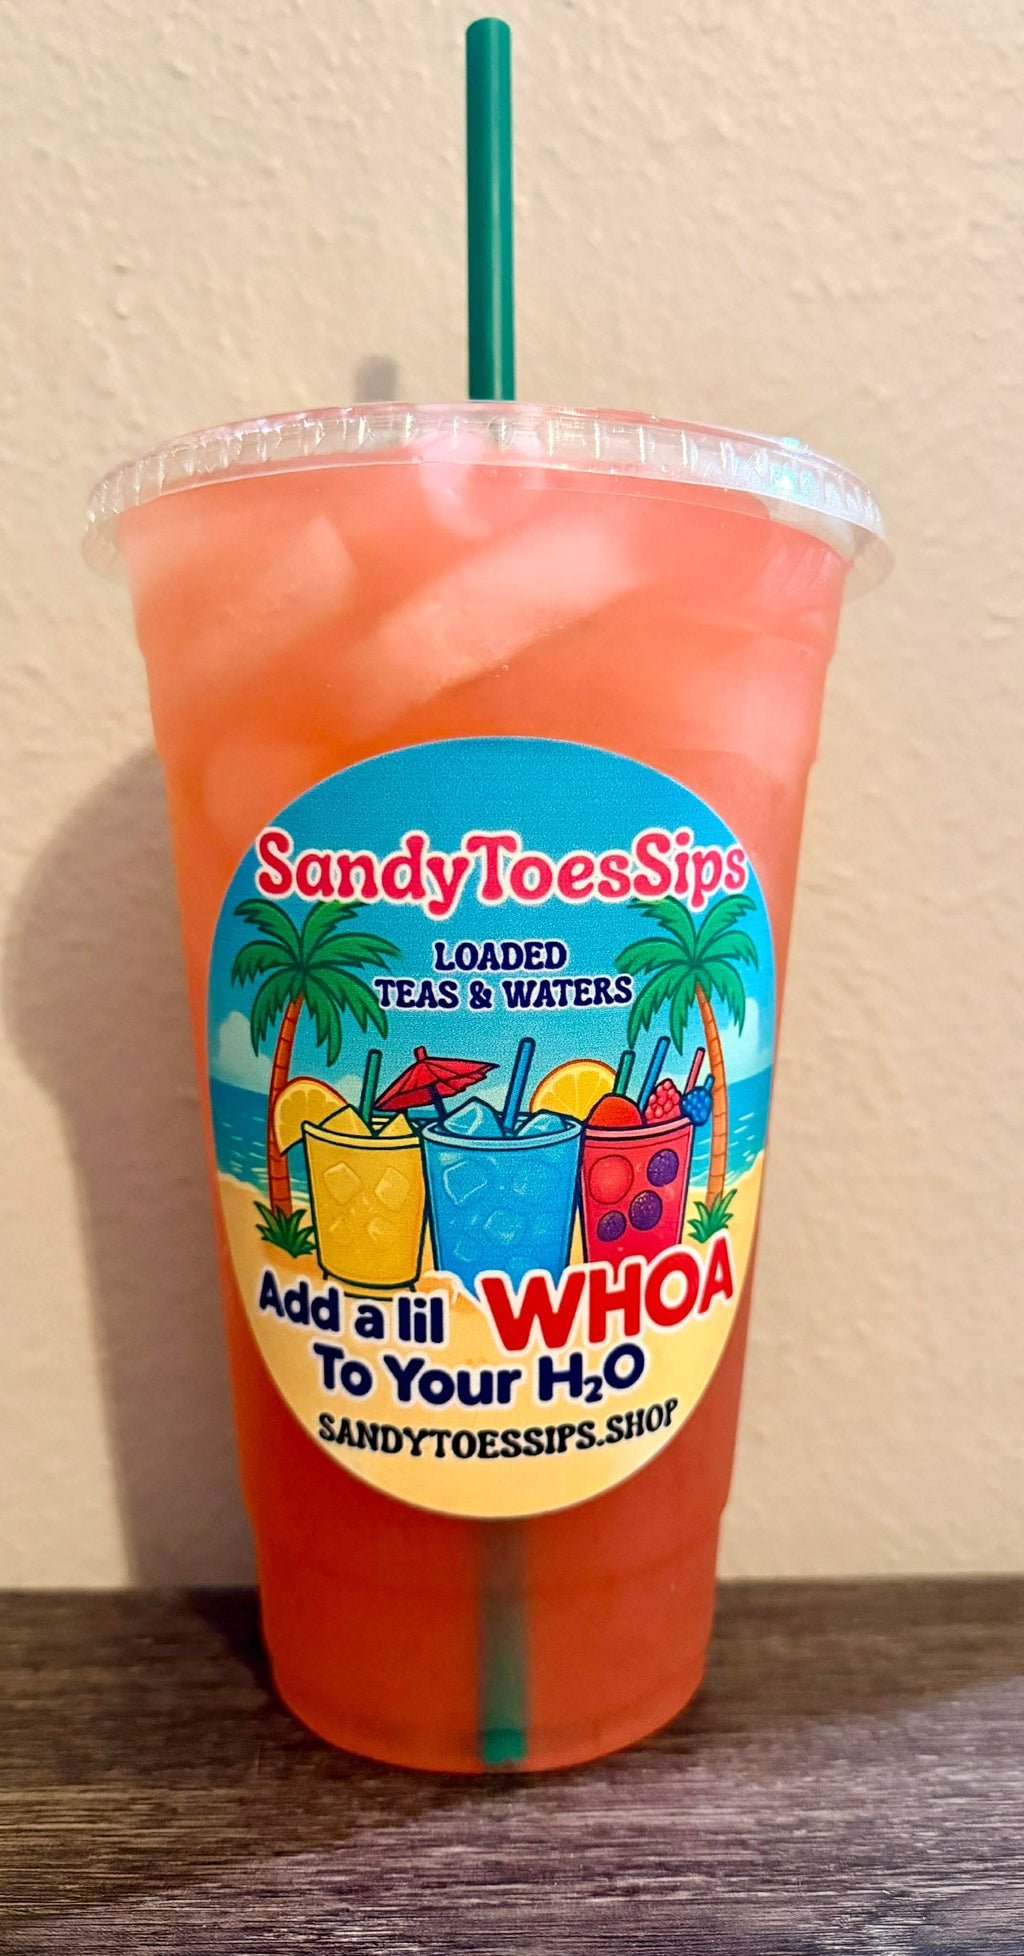 SandyToesSips
LOADED
TEAS & WATERS
Add a lil WHOA
To Your H₂O
SANDYTOESSIPS.SHOP